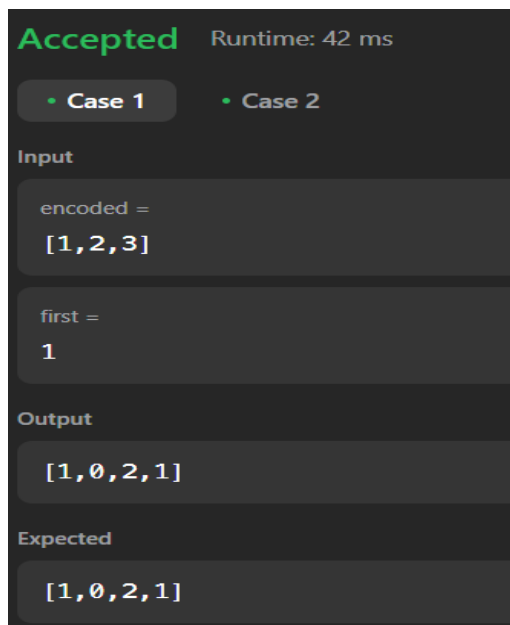 Accepted Runtime: 42 ms
• Case 1 • Case 2
Input
encoded =
[1,2,3]
first =
1
Output
[1,0,2,1]
Expected
[1,0,2,1]